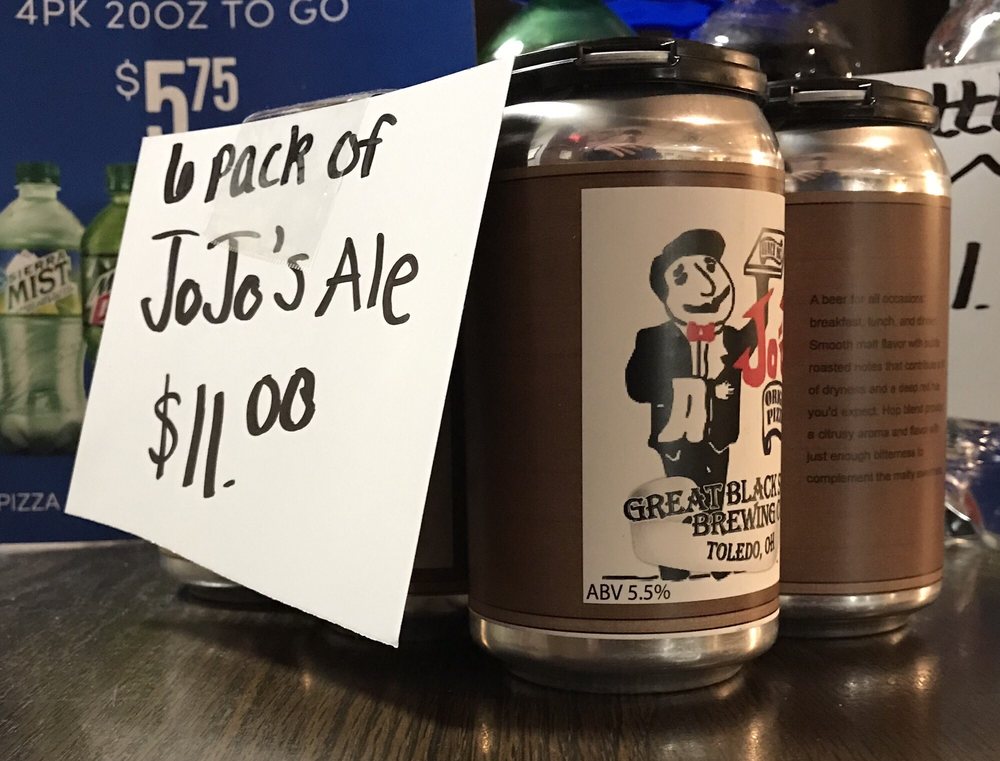 4PK 20OZ TO GO
$5.75
6 pack of
JoJo's Ale
$11.00
SIERRA
MIST
PIZZA
Jo
GREAT BLACK S
BREWING
TOLEDO, OH
ABV 5.5%
A beer for all occasions:
breakfast, lunch, and
Smooth malt flavor with
roasted notes that
of dryness and a deep red
you'd expect. Hop blend
a citrusy aroma and flavor with
just enough bitterness to
complement the malty